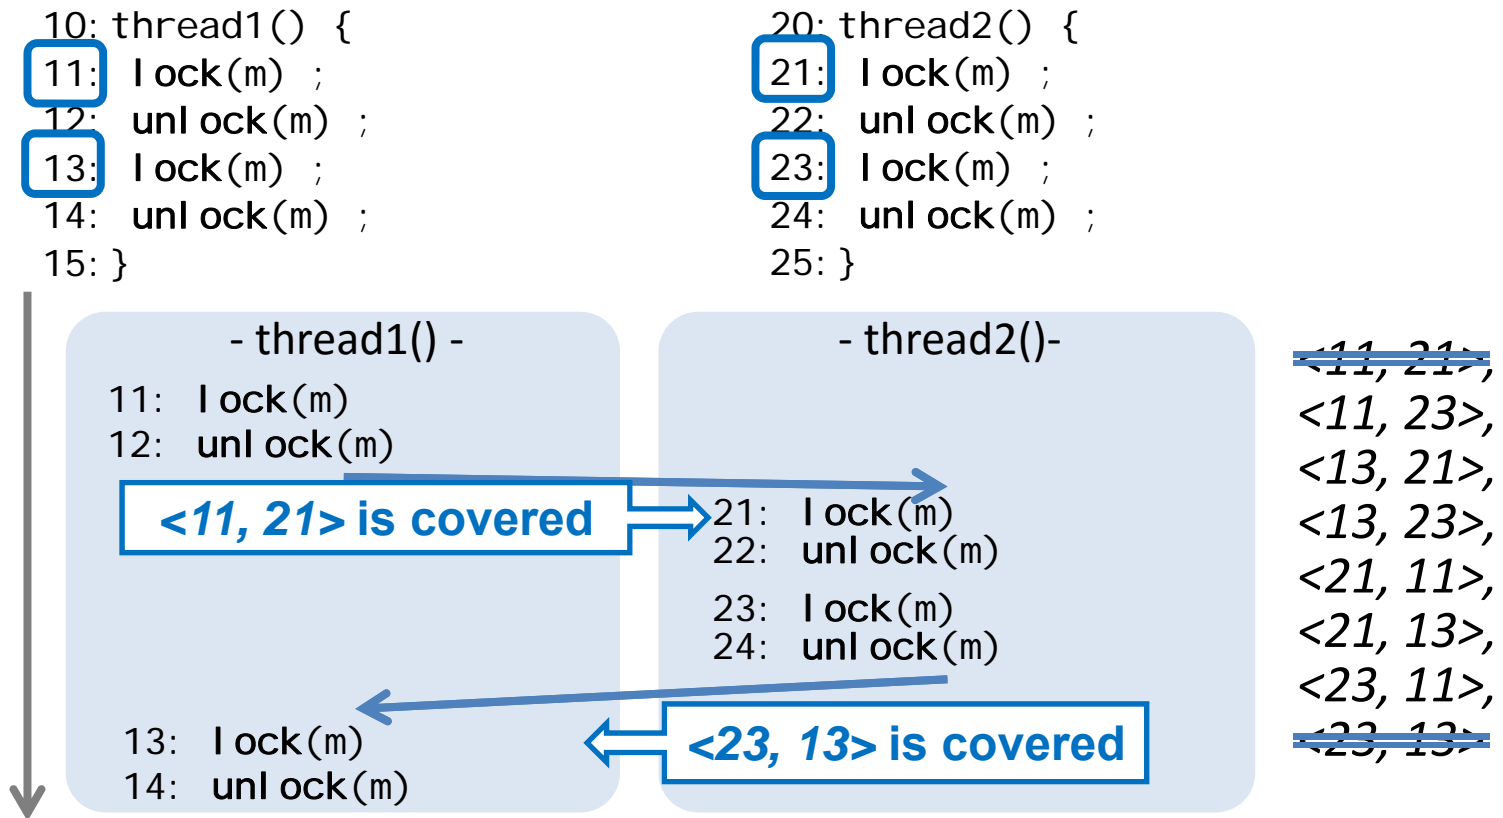 10: thread1() {
11: lock(m) ;
12: unlock(m) ;
13: lock(m) ;
14: unlock(m) ;
15: }
20: thread2() {
21: lock(m) ;
22: unlock(m) ;
23: lock(m) ;
24: unlock(m) ;
25: }
- thread1() -
11: lock(m)
12: unlock(m)
<11, 21> is covered
13: lock(m)
14: unlock(m)
- thread2()-
21: lock(m)
22: unlock(m)
23: lock(m)
24: unlock(m)
<23, 13> is covered
<11, 21>,
<11, 23>,
<13, 21>,
<13, 23>,
<21, 11>,
<21, 13>,
<23, 11>,
<23, 13>